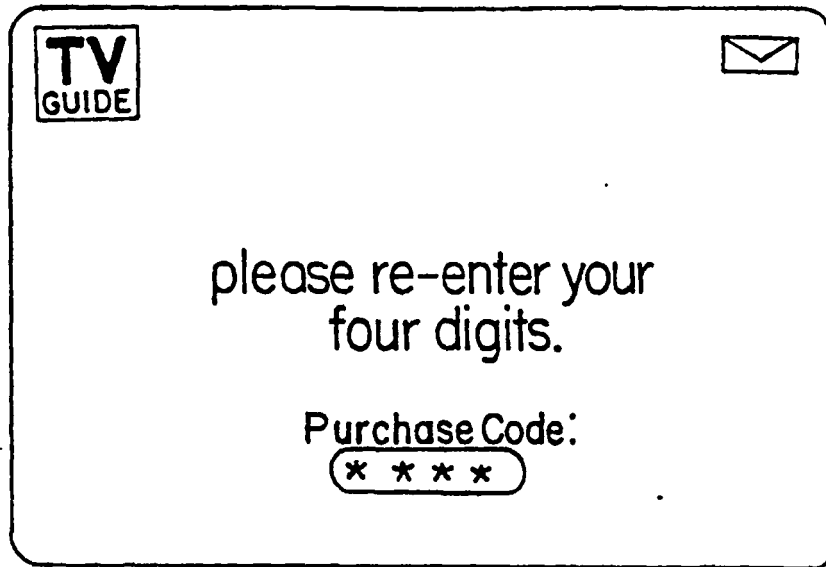 TV
GUIDE
please re-enter your
four digits.
Purchase Code:
* * * *